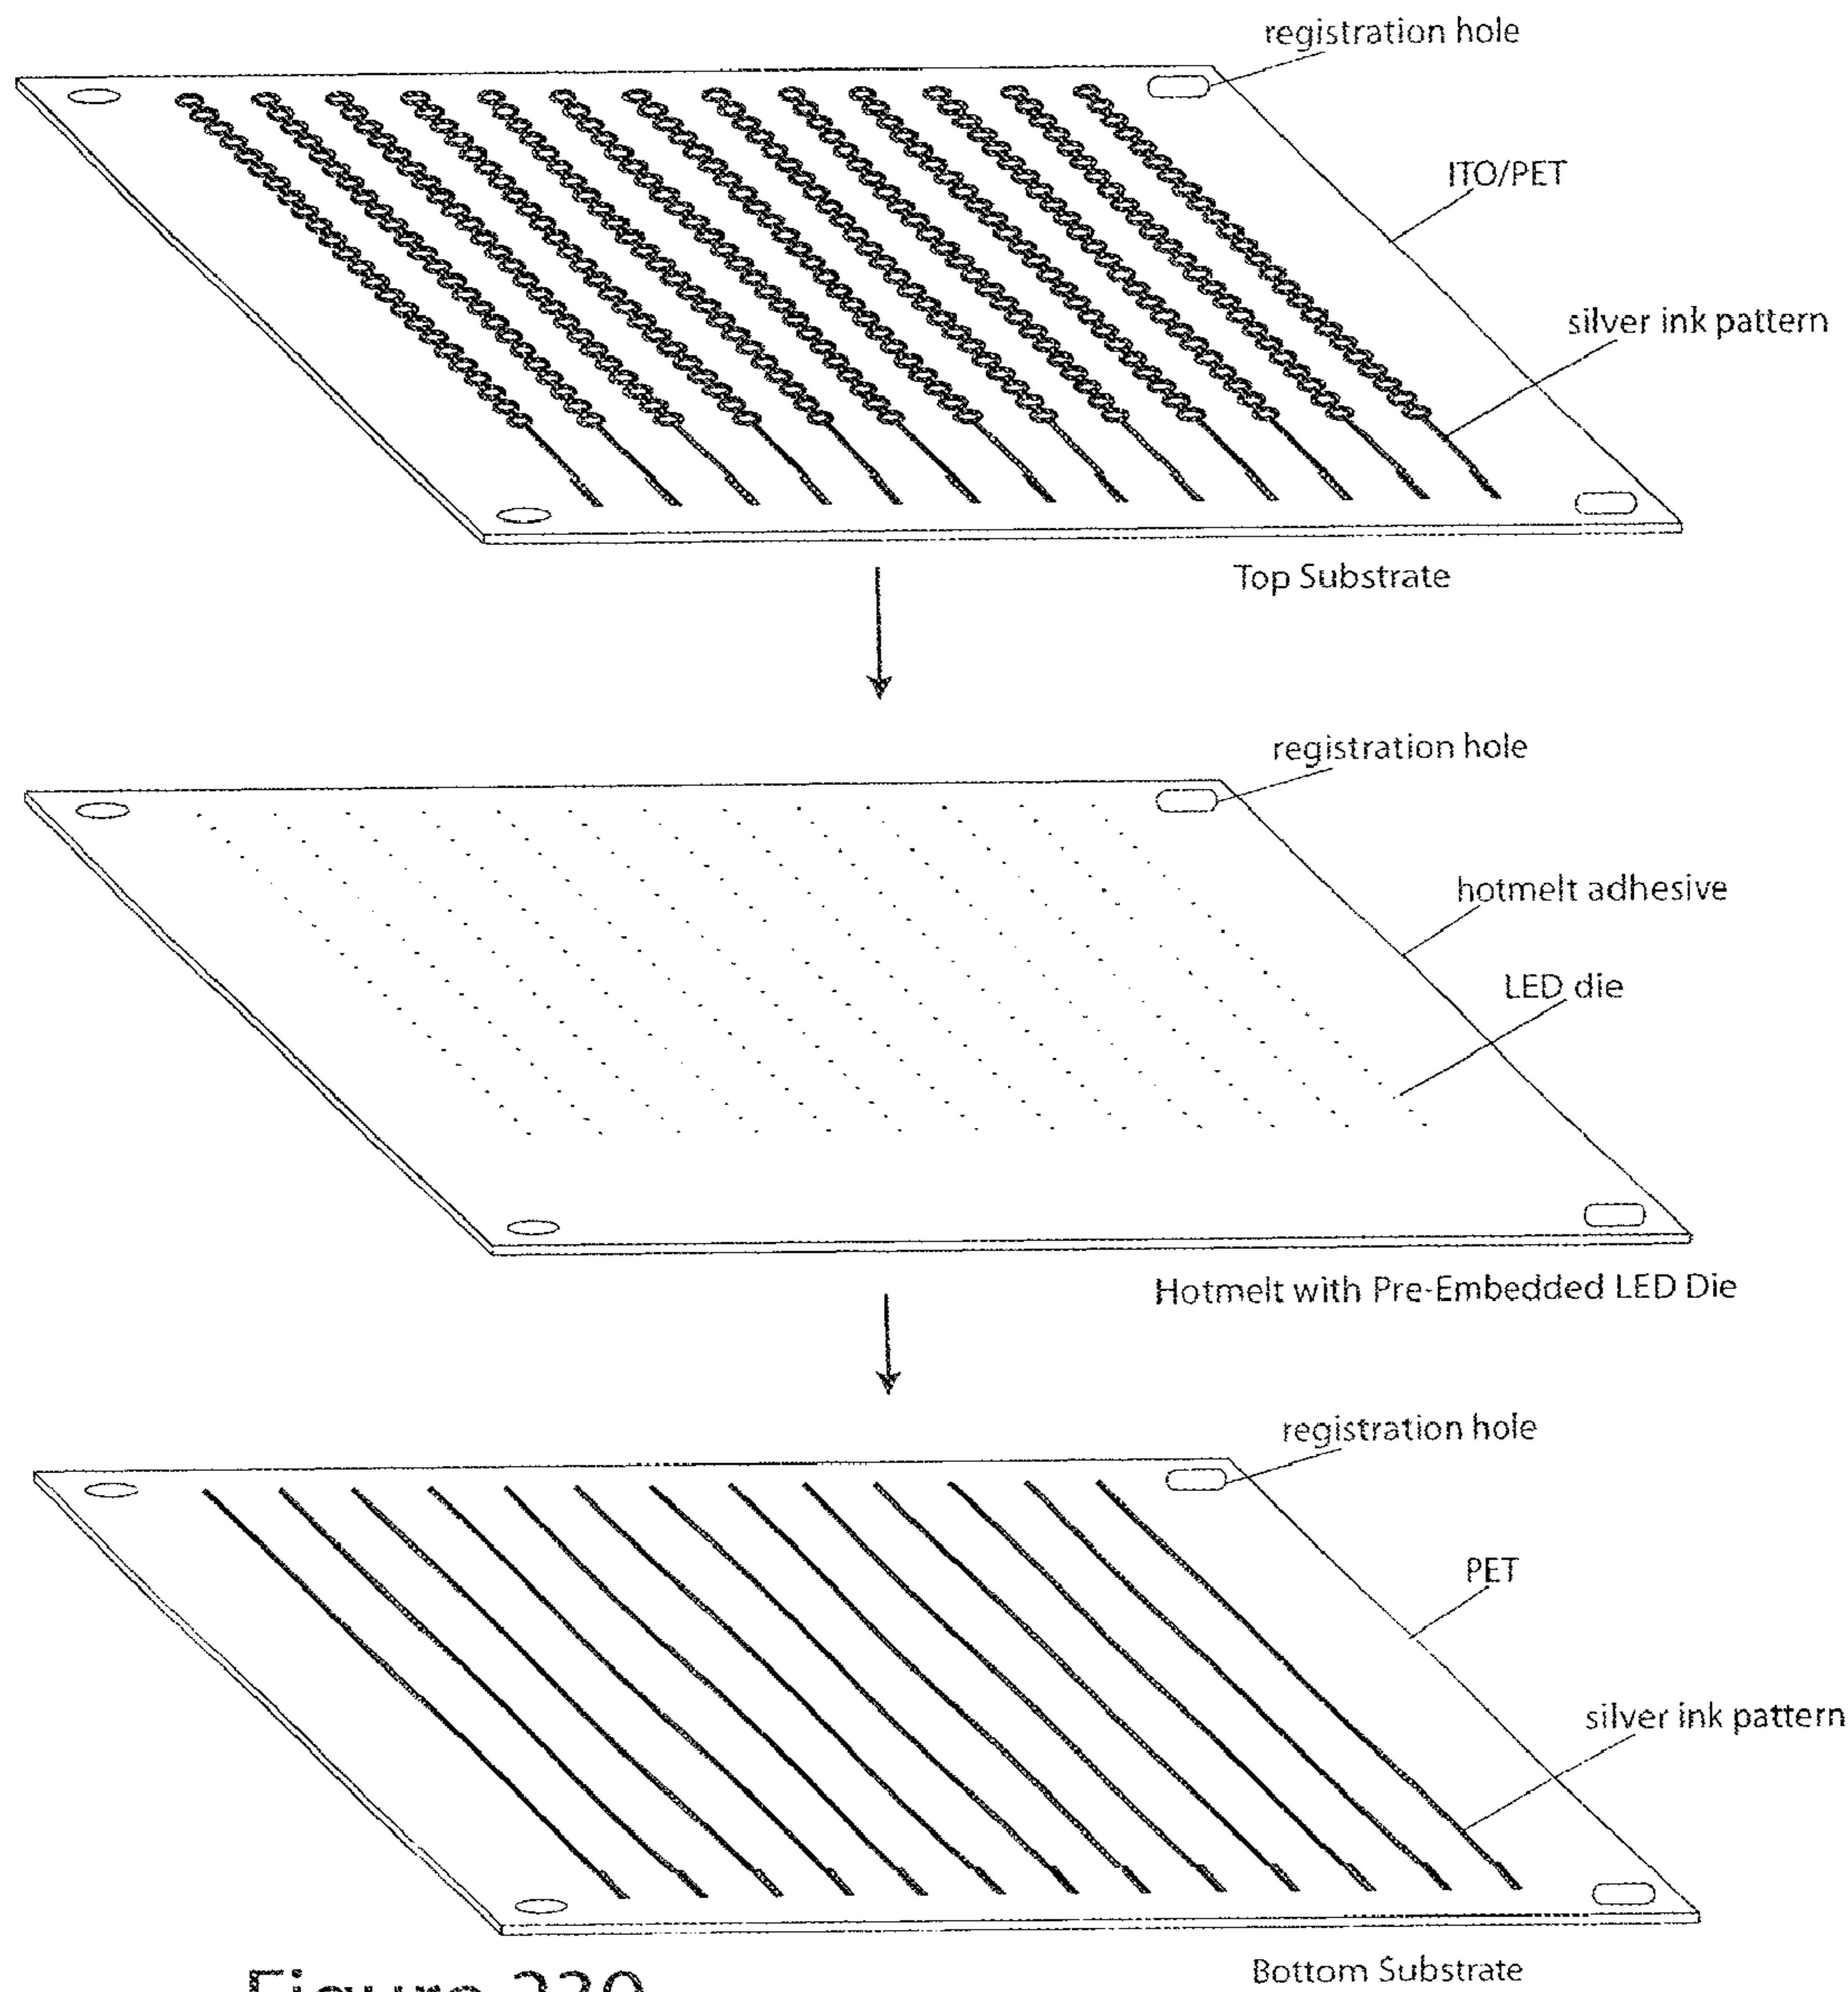 registration hole
ITO/PET
silver ink pattern
Top Substrate
registration hole
hotmelt adhesive
LED die
Hotmelt with Pre-Embedded LED Die
registration hole
PET
silver ink pattern
Bottom Substrate
Figure